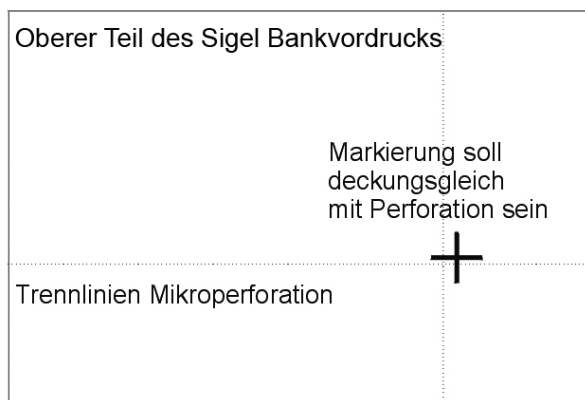 Oberer Teil des Sigel Bankvordrucks
Markierung soll
deckungsgleich
mit Perforation sein
Trennlinien Mikroperforation